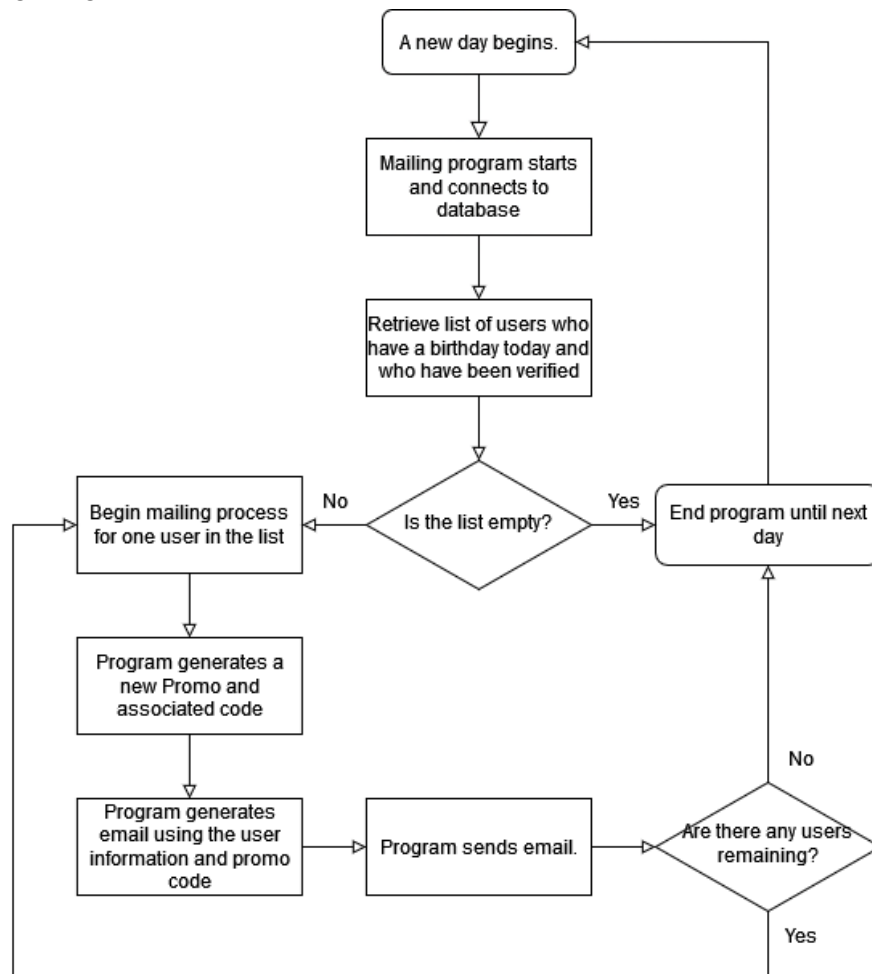 A new day begins.
Mailing program starts
and connects to
database
Retrieve list of users who
have a birthday today and
who have been verified
Is the list empty?
No
Yes
Begin mailing process
for one user in the list
End program until next
day
Program generates a
new Promo and
associated code
Program generates
email using the user
information and promo
code
Program sends email.
Are there any users
remaining?
No
Yes